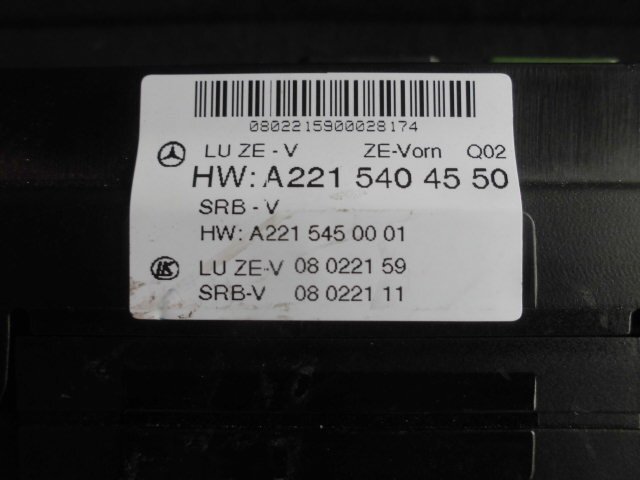 0802215900028174
LU ZE - V ZE-Vorn Q02
HW: A221 540 45 50
SRB - V
HW: A221 545 00 01
LK LU ZE-V 08 0221 59
SRB-V 08 0221 11